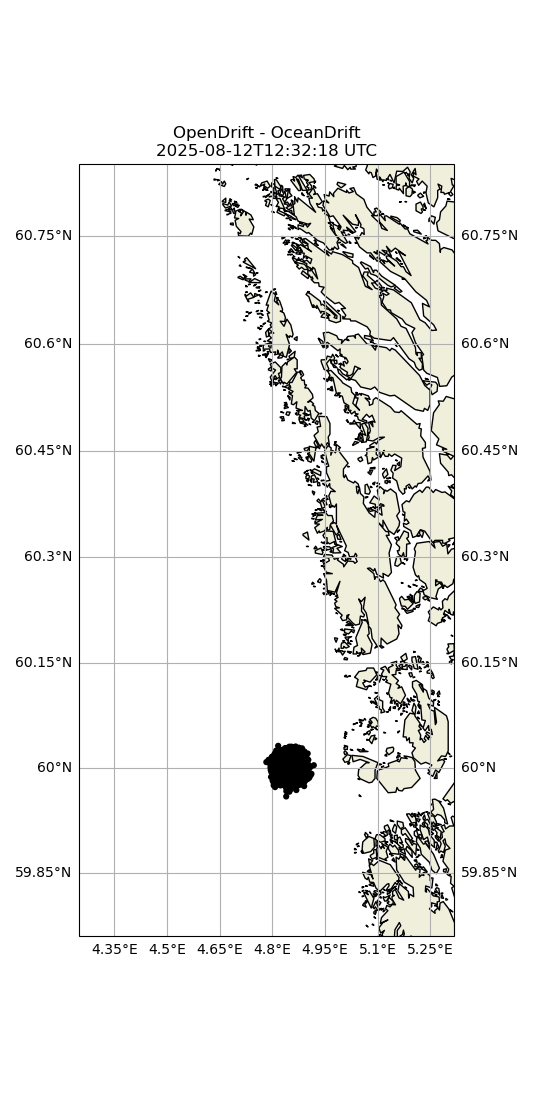 OpenDrift - OceanDrift
2025-08-12T12:32:18 UTC
60.75°N 60.75°N
60.6°N 60.6°N
60.45°N 60.45°N
60.3°N 60.3°N
60.15°N 60.15°N
60°N 60°N
59.85°N 59.85°N
4.35°E 4.5°E 4.65°E 4.8°E 4.95°E 5.1°E 5.25°E